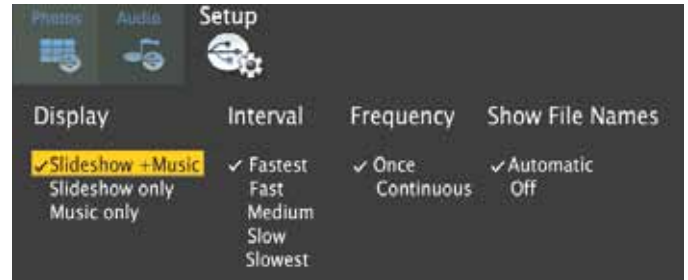 Photos Audio Setup
Display Interval Frequency Show File Names
✓Slideshow +Music ✓ Fastest ✓ Once ✓Automatic
Slideshow only Fast Continuous Off
Music only Medium
Slow
Slowest